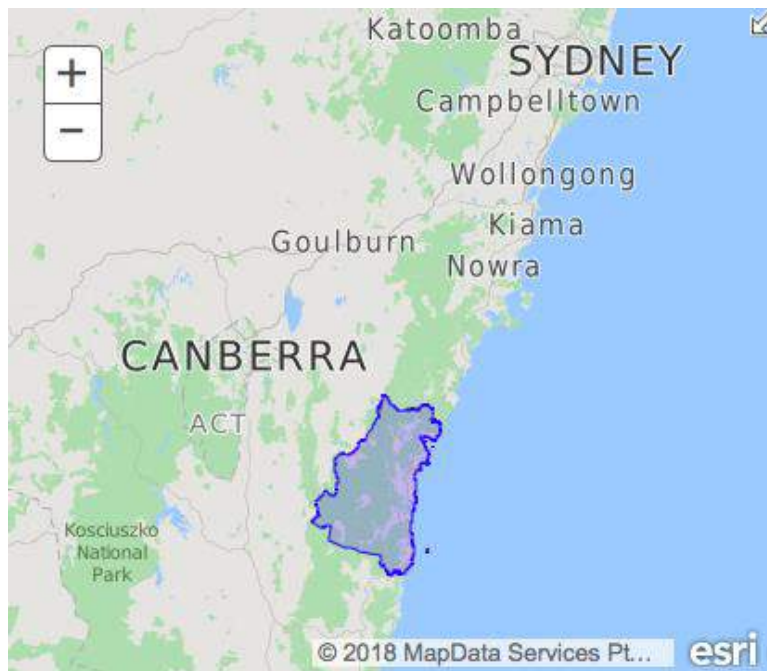 Katoomba
SYDNEY
+
Campbelltown
−
Wollongong
Kiama
Goulburn
Nowra
CANBERRA
ACT
Kosciuszko
National
Park
© 2018 MapData Services Pt...
esri